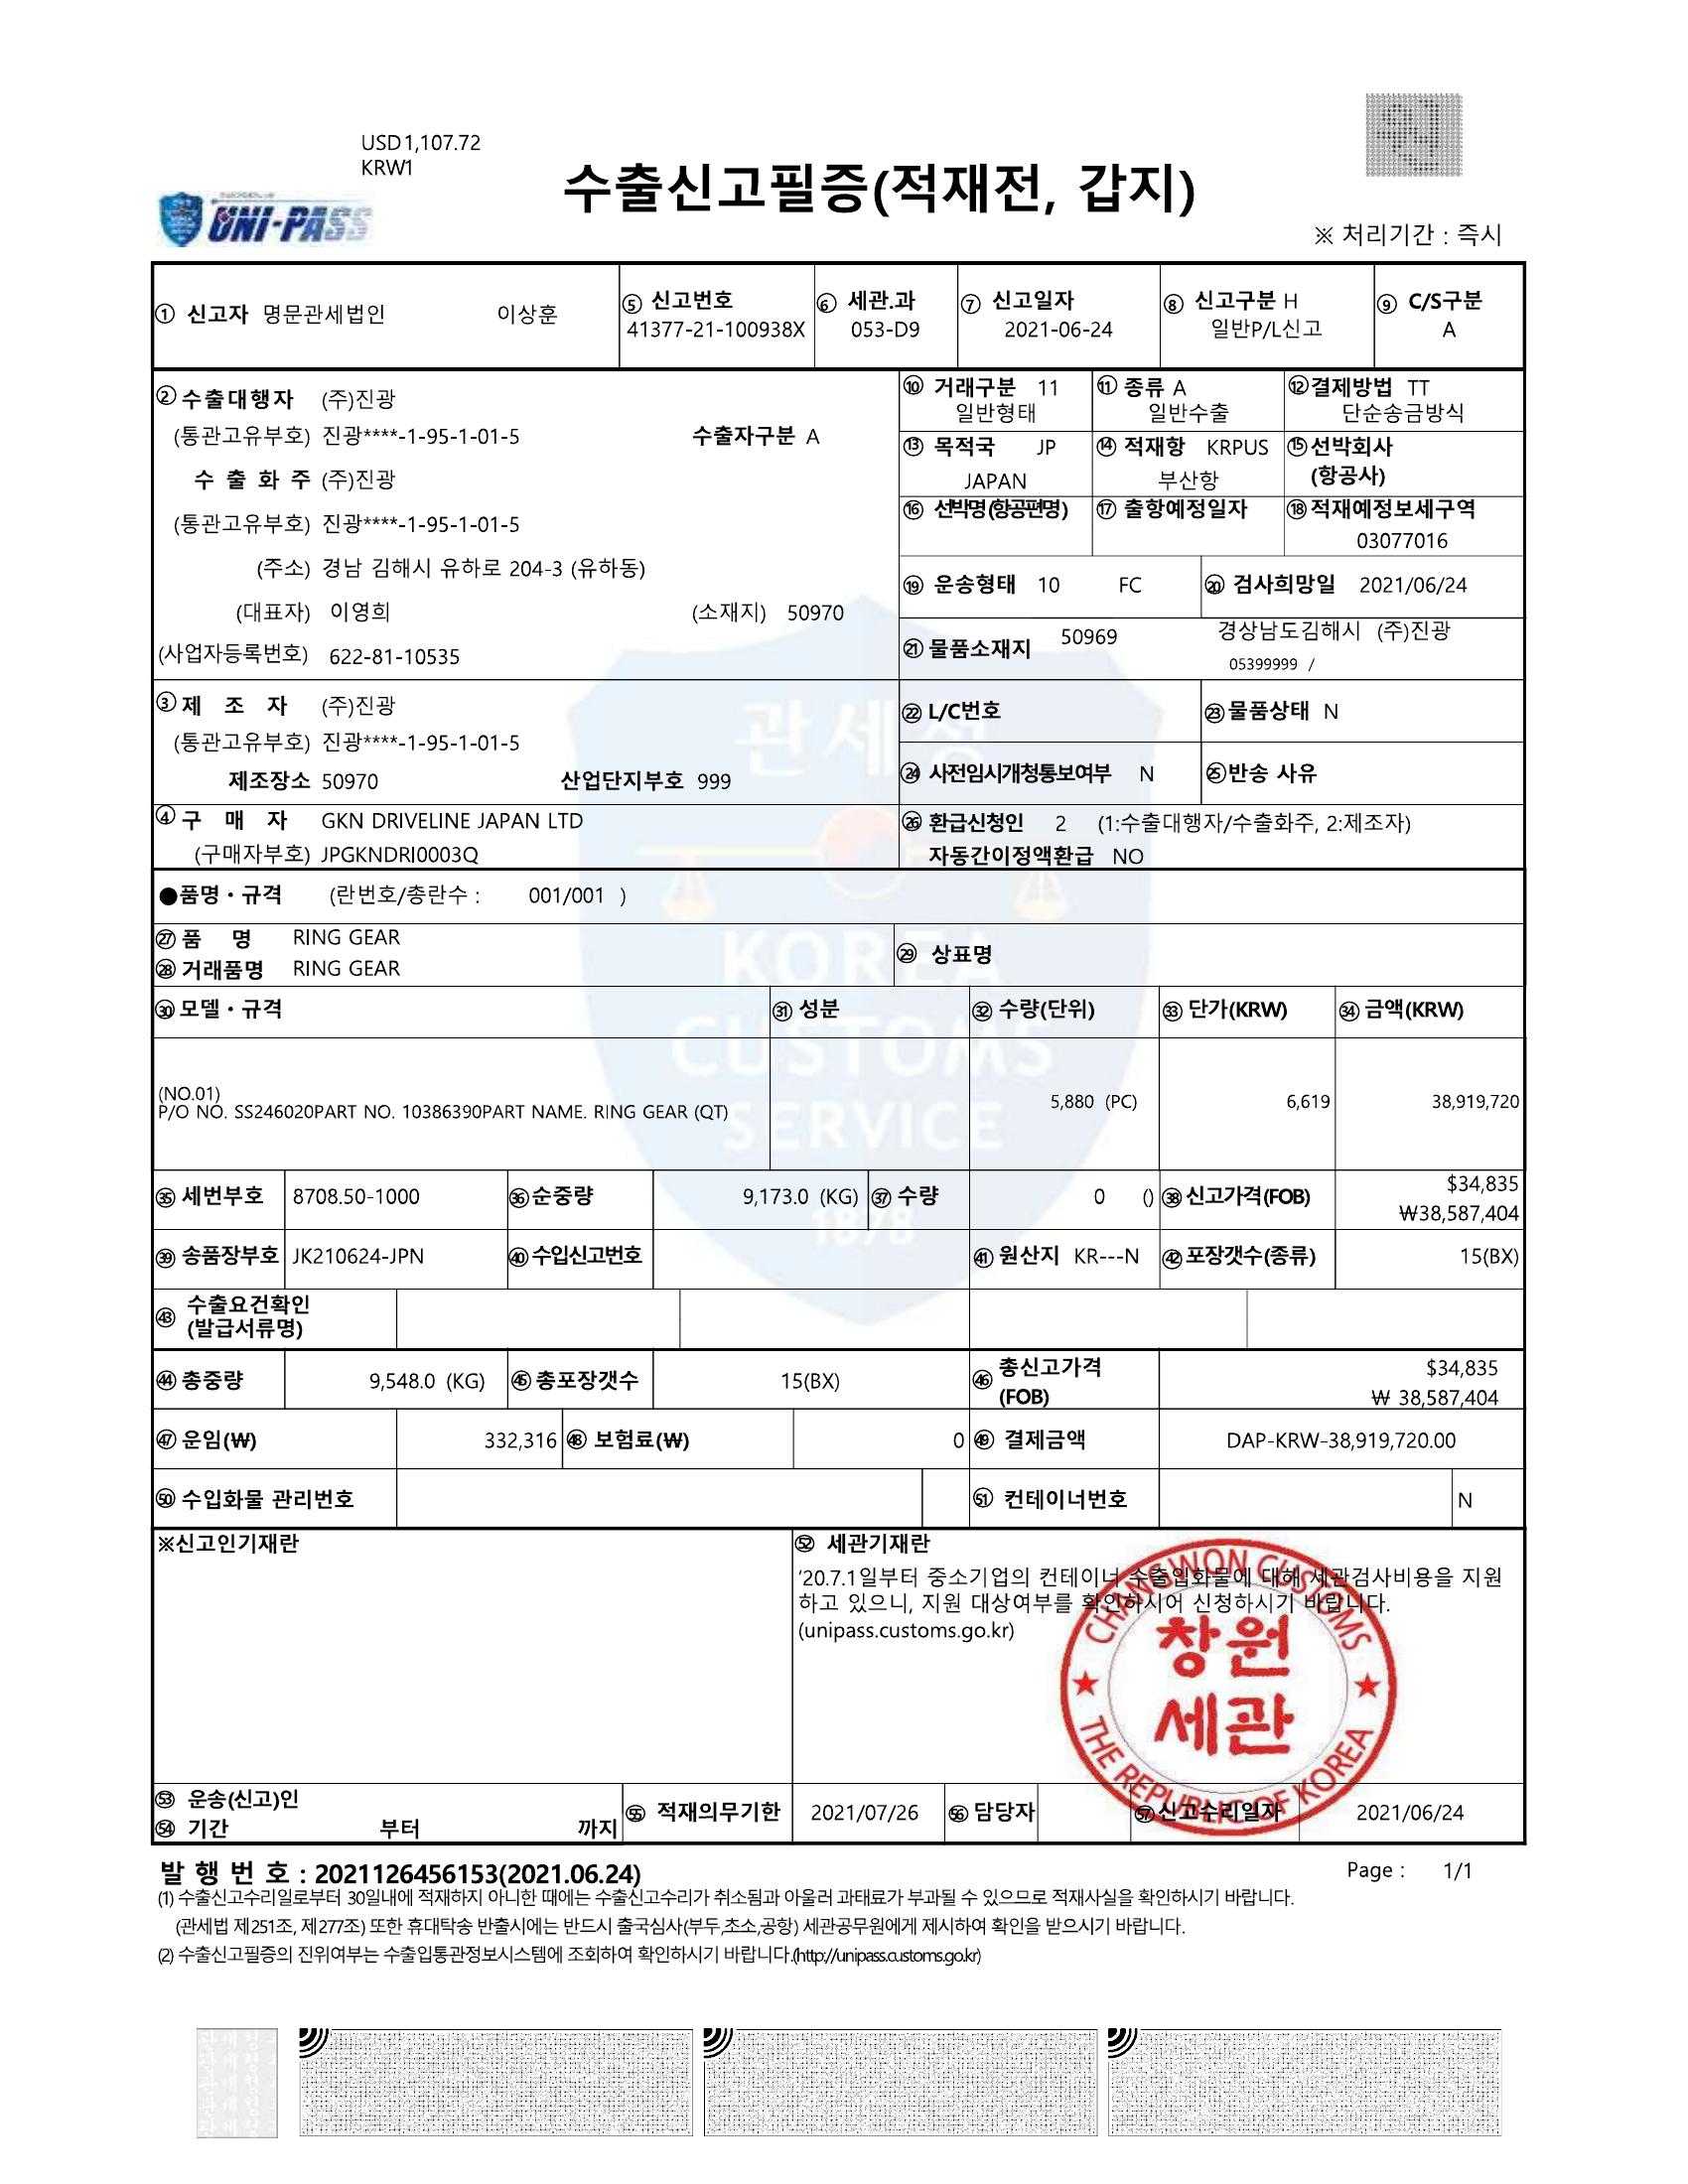 USD1,107.72
KRW1
UNI-PASS
수출신고필증(적재전, 갑지)
※ 처리기간 : 즉시
① 신고자 명문관세법인 이상훈
⑤ 신고번호
41377-21-100938X
⑥ 세관.과
053-D9
⑦ 신고일자
2021-06-24
⑧ 신고구분 H
일반P/L신고
⑨ C/S구분
A
② 수출대행자 (주)진광
(통관고유부호) 진광****-1-95-1-01-5 수출자구분 A
수 출 화 주 (주)진광
(통관고유부호) 진광****-1-95-1-01-5
(주소) 경남 김해시 유하로 204-3 (유하동)
(대표자) 이영희 (소재지) 50970
(사업자등록번호) 622-81-10535
⑩ 거래구분 11
일반형태
⑪ 종류 A
일반수출
⑫결제방법 TT
단순송금방식
⑬ 목적국 JP
JAPAN
⑭ 적재항 KRPUS
부산항
⑮선박회사
(항공사)
⑯ 선박명(항공편명)
⑰ 출항예정일자
⑱적재예정보세구역
03077016
⑲ 운송형태 10 FC
⑳ 검사희망일 2021/06/24
㉑물품소재지 50969 경상남도김해시 (주)진광
05399999 /
③ 제 조 자 (주)진광
(통관고유부호) 진광****-1-95-1-01-5
제조장소 50970 산업단지부호 999
㉒ L/C번호
㉓물품상태 N
㉔ 사전임시개청통보여부 N
㉕반송 사유
④ 구 매 자 GKN DRIVELINE JAPAN LTD
(구매자부호) JPGKNDRI0003Q
㉖ 환급신청인 2 (1:수출대행자/수출화주, 2:제조자)
자동간이정액환급 NO
●품명・규격 (란번호/총란수 : 001/001 )
㉗품 명 RING GEAR
㉘거래품명 RING GEAR
㉙ 상표명
㉚모델・규격
㉛ 성분
㉜ 수량(단위)
㉝ 단가(KRW)
㉞ 금액(KRW)
(NO.01)
P/O NO. SS246020PART NO. 10386390PART NAME. RING GEAR (QT)
5,880 (PC)
6,619
38,919,720
㉟ 세번부호 8708.50-1000
㊱순중량 9,173.0 (KG)
㊲ 수량 0 ()
㊳신고가격(FOB) $34,835
₩38,587,404
㊴ 송품장부호 JK210624-JPN
㊵수입신고번호
㊶ 원산지 KR---N
㊷포장갯수(종류) 15(BX)
㊸ 수출요건확인
(발급서류명)
㊹ 총중량 9,548.0 (KG)
㊺ 총포장갯수 15(BX)
㊻ 총신고가격
(FOB)
$34,835
₩ 38,587,404
㊼ 운임(₩) 332,316
㊽ 보험료(₩) 0
㊾ 결제금액 DAP-KRW-38,919,720.00
㊿ 수입화물 관리번호
51 컨테이너번호 N
※신고인기재란
52 세관기재란
'20.7.1일부터 중소기업의 컨테이너 수출입화물에 대해 세관검사비용을 지원
하고 있으니, 지원 대상여부를 확인하시어 신청하시기 바랍니다.
(unipass.customs.go.kr)
CHANGWON CUSTOMS
창원
세관
THE REPUBLIC OF KOREA
53 운송(신고)인
54 기간 부터 까지
55 적재의무기한 2021/07/26
56 담당자
57 신고수리일자 2021/06/24
발 행 번 호 : 2021126456153(2021.06.24)
Page : 1/1
(1) 수출신고수리일로부터 30일내에 적재하지 아니한 때에는 수출신고수리가 취소됨과 아울러 과태료가 부과될 수 있으므로 적재사실을 확인하시기 바랍니다.
(관세법 제251조, 제277조) 또한 휴대탁송 반출시에는 반드시 출국심사(부두,초소,공항) 세관공무원에게 제시하여 확인을 받으시기 바랍니다.
(2) 수출신고필증의 진위여부는 수출입통관정보시스템에 조회하여 확인하시기 바랍니다.(http://unipass.customs.go.kr)
관세청
KOREA
CUSTOMS
SERVICE
1878